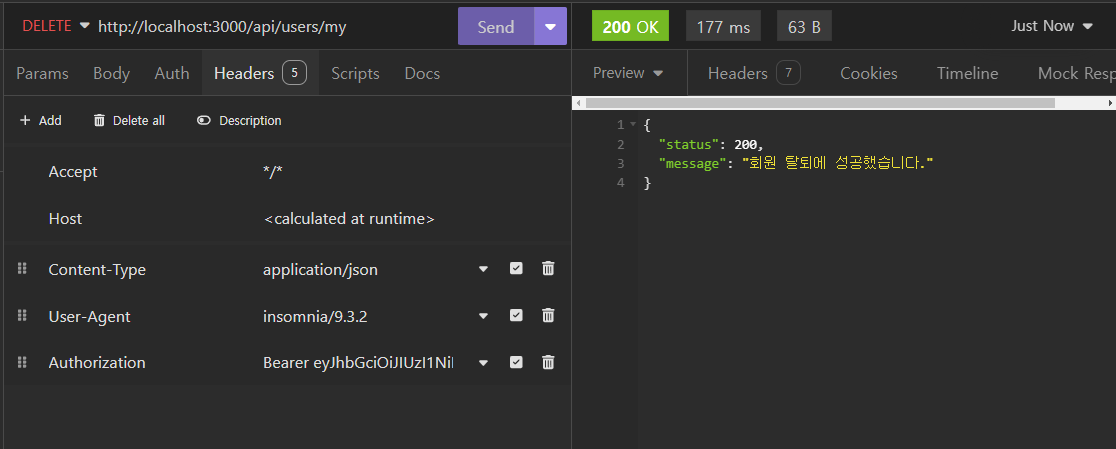 DELETE http://localhost:3000/api/users/my Send
200 OK 177 ms 63 B Just Now
Params Body Auth Headers 5 Scripts Docs
Preview Headers 7 Cookies Timeline Mock Resp
+ Add Delete all Description
Accept */*
Host <calculated at runtime>
Content-Type application/json
User-Agent insomnia/9.3.2
Authorization Bearer eyJhbGciOiJIUzI1Ni
1 {
2 "status": 200,
3 "message": "회원 탈퇴에 성공했습니다."
4 }